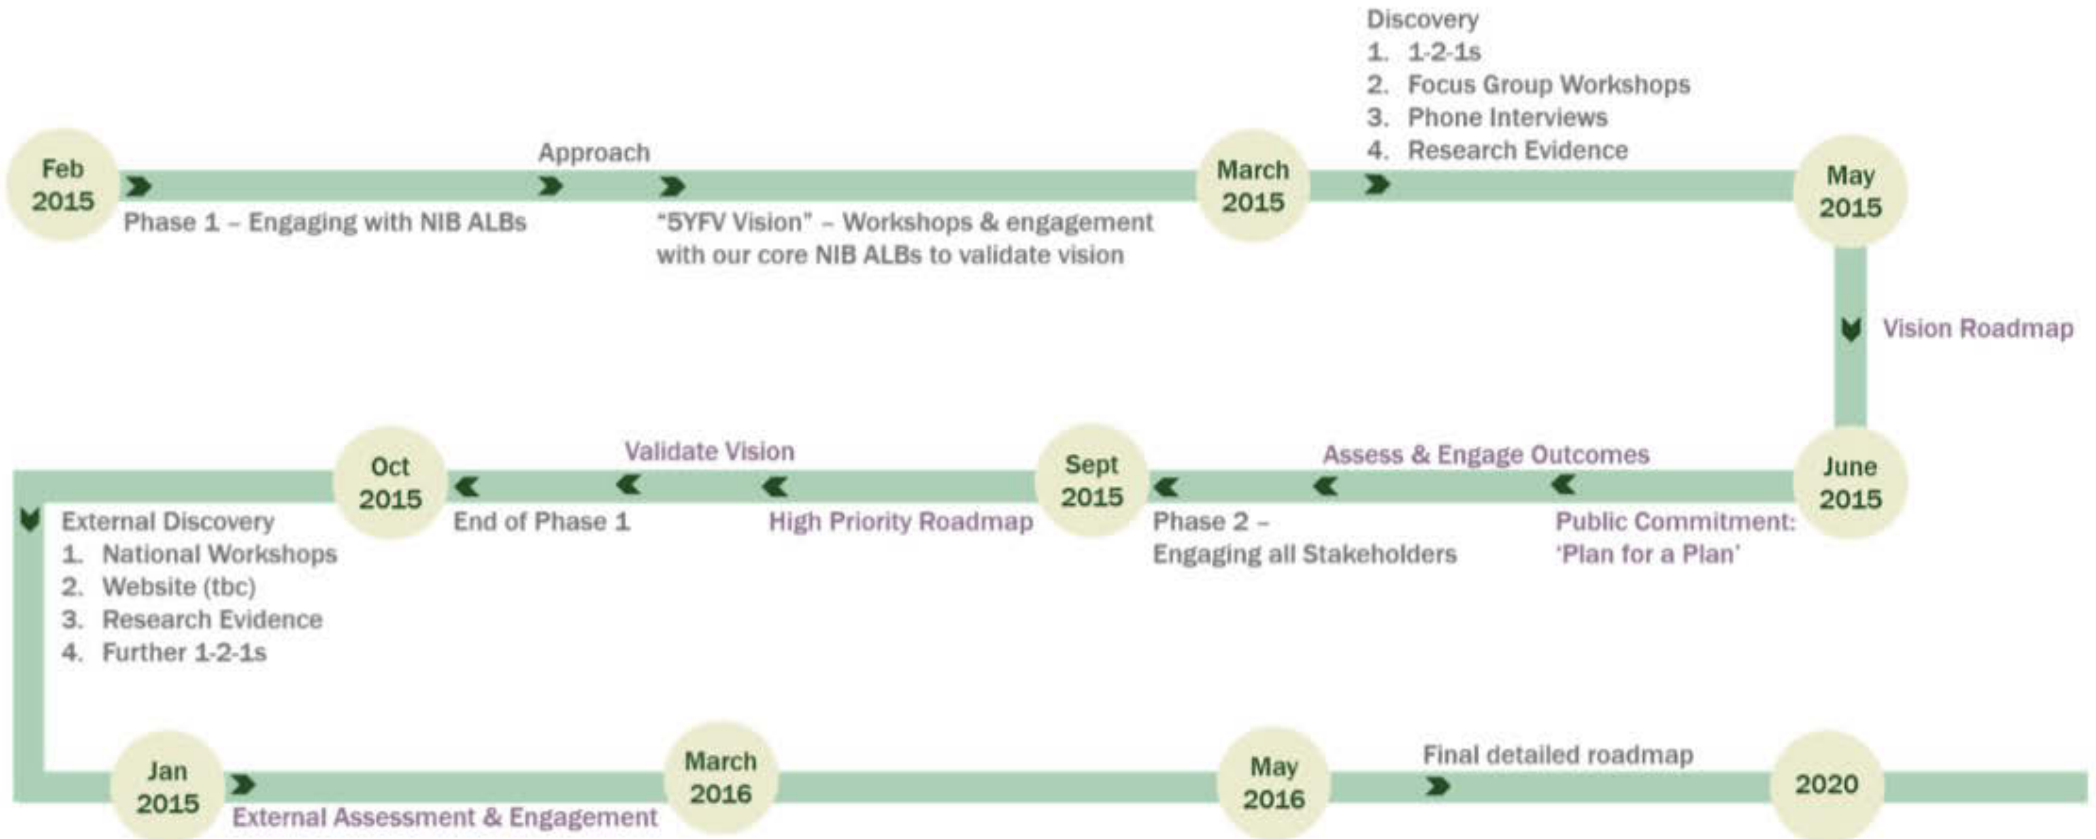 Feb
2015
Phase 1 – Engaging with NIB ALBs
Approach
“5YFV Vision” – Workshops & engagement
with our core NIB ALBs to validate vision
March
2015
Discovery
1. 1-2-1s
2. Focus Group Workshops
3. Phone Interviews
4. Research Evidence
May
2015
Vision Roadmap
June
2015
Public Commitment:
‘Plan for a Plan’
Assess & Engage Outcomes
Phase 2 –
Engaging all Stakeholders
Sept
2015
High Priority Roadmap
Validate Vision
End of Phase 1
Oct
2015
External Discovery
1. National Workshops
2. Website (tbc)
3. Research Evidence
4. Further 1-2-1s
Jan
2015
External Assessment & Engagement
March
2016
May
2016
Final detailed roadmap
2020